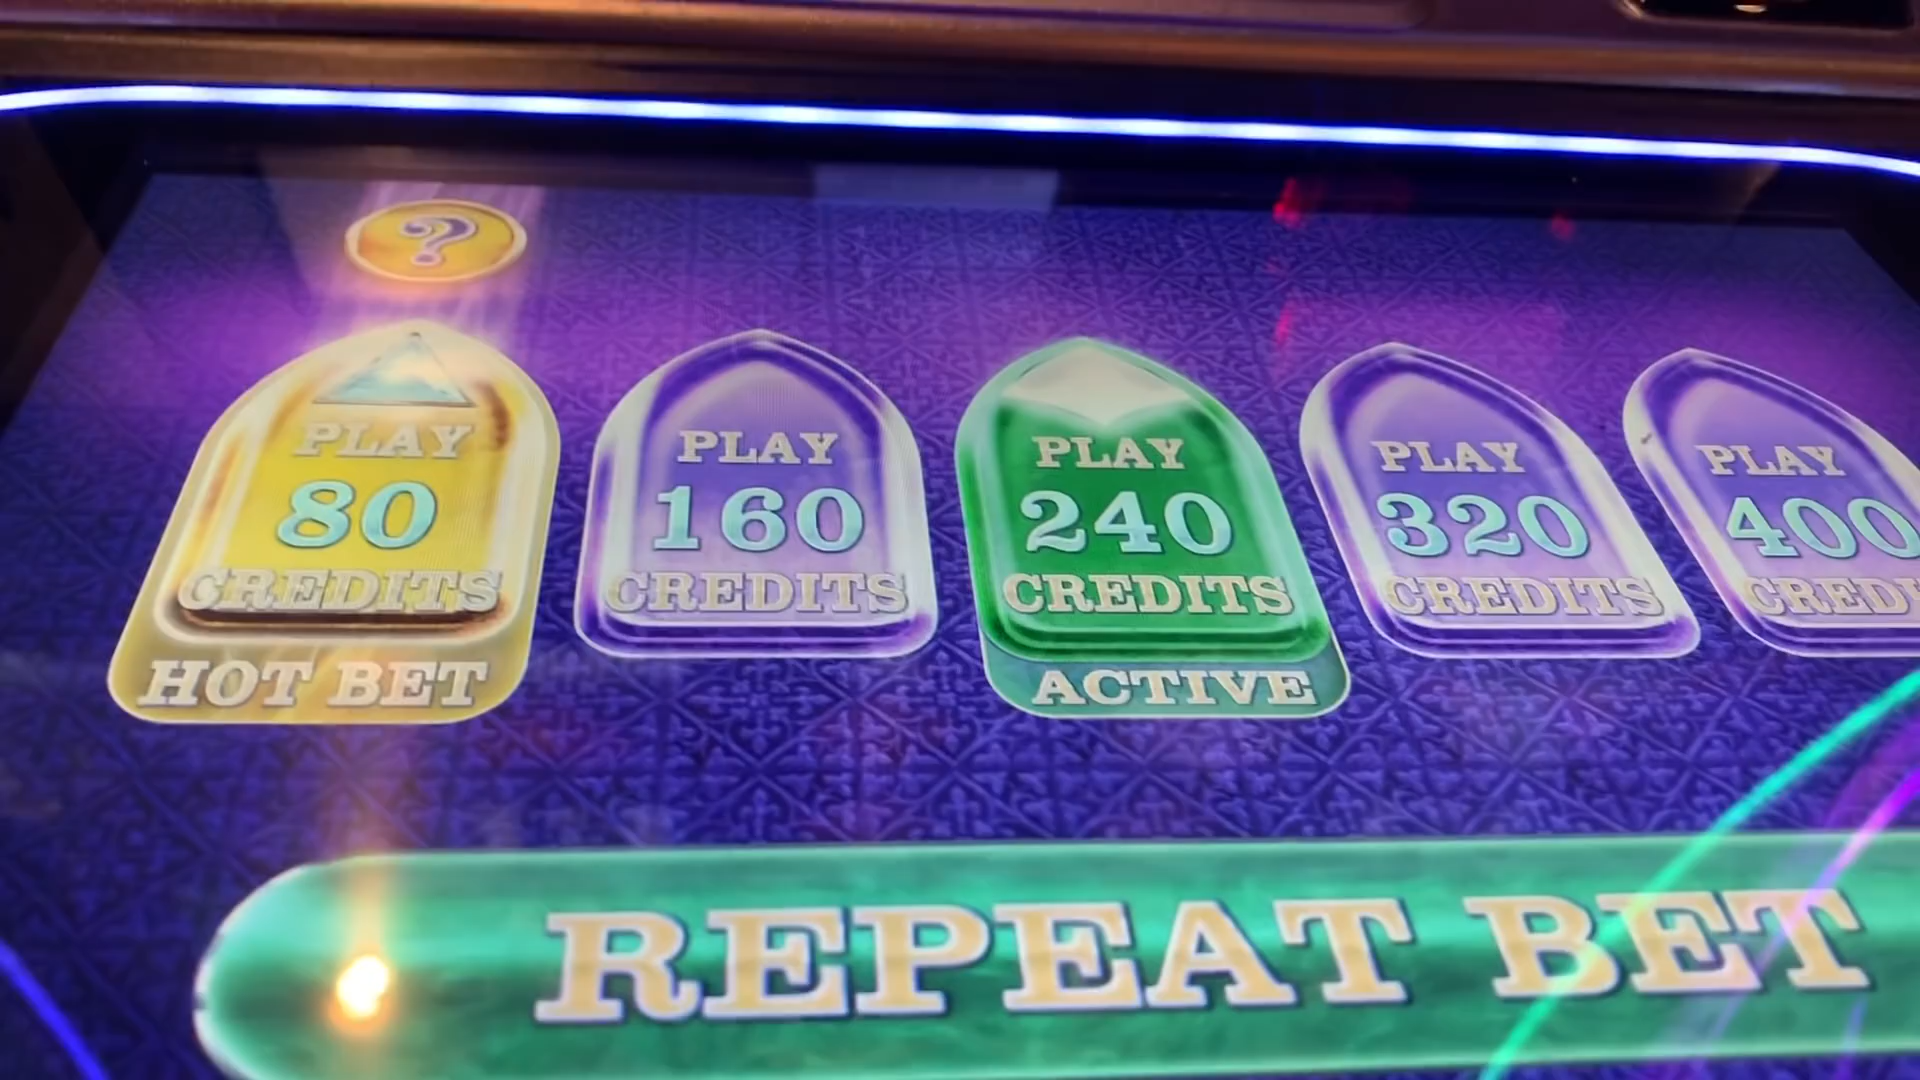 ?
PLAY
80
CREDITS
HOT BET
PLAY
160
CREDITS
PLAY
240
CREDITS
ACTIVE
PLAY
320
CREDITS
PLAY
400
CREDI
REPEAT BET